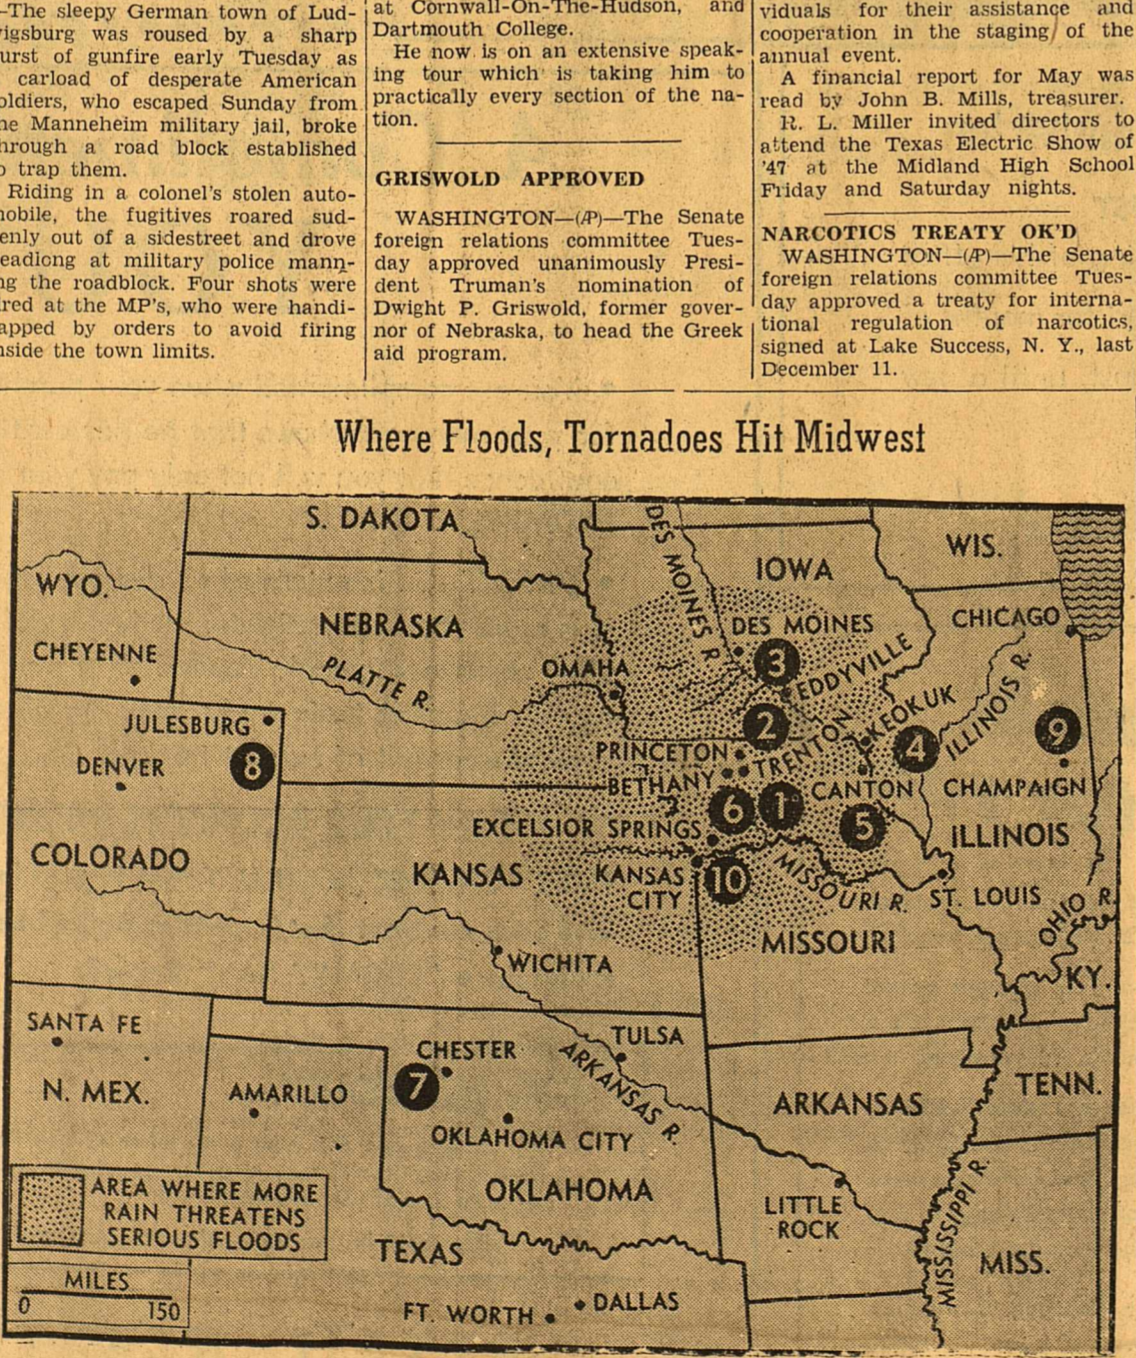 —The sleepy German town of Lud-
wigsburg was roused by a sharp
burst of gunfire early Tuesday as
carload of desperate American
soldiers, who escaped Sunday from
the Manneheim military jail, broke
through a road block established
to trap them.
Riding in a colonel's stolen auto-
mobile, the fugitives roared sud-
denly out of a sidestreet and drove
headlong at military police mann-
ing the roadblock. Four shots were
fired at the MP's, who were handi-
capped by orders to avoid firing
inside the town limits.
at Cornwall-On-The-Hudson, and
Dartmouth College.
He now is on an extensive speak-
ing tour which is taking him to
practically every section of the na-
tion.
GRISWOLD APPROVED
WASHINGTON—(AP)—The Senate
foreign relations committee Tues-
day approved unanimously Presi-
dent Truman's nomination of
Dwight P. Griswold, former gover-
nor of Nebraska, to head the Greek
aid program.
viduals for their assistance and
cooperation in the staging of the
annual event.
A financial report for May was
read by John B. Mills, treasurer.
R. L. Miller invited directors to
attend the Texas Electric Show of
'47 at the Midland High School
Friday and Saturday nights.
NARCOTICS TREATY OK'D
WASHINGTON—(AP)—The Senate
foreign relations committee Tues-
day approved a treaty for interna-
tional regulation of narcotics,
signed at Lake Success, N. Y., last
December 11.
Where Floods, Tornadoes Hit Midwest
S. DAKOTA
DES MOINES R.
WIS.
IOWA
WYO.
NEBRASKA
DES MOINES
CHICAGO
CHEYENNE
PLATTE R.
OMAHA
3
EDDYVILLE
JULESBURG
2
KEOKUK
ILLINOIS R.
9
PRINCETON
TRENTON
4
DENVER
8
BETHANY
CANTON
CHAMPAIGN
6
1
5
EXCELSIOR SPRINGS
ILLINOIS
COLORADO
KANSAS
KANSAS
CITY
10
MISSOURI R.
ST. LOUIS
OHIO R.
MISSOURI
WICHITA
KY.
SANTA FE
TULSA
CHESTER
ARKANSAS R.
7
N. MEX.
AMARILLO
ARKANSAS
TENN.
OKLAHOMA CITY
OKLAHOMA
AREA WHERE MORE
RAIN THREATENS
SERIOUS FLOODS
LITTLE
ROCK
MISSISSIPPI R.
TEXAS
MISS.
MILES
0 150
FT. WORTH
DALLAS